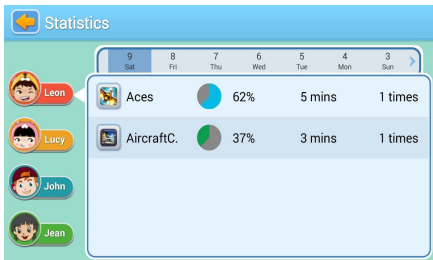 Statistics
9 8 7 6 5 4 3
Sat Fri Thu Wed Tue Mon Sun
Leon
Aces 62% 5 mins 1 times
Lucy
AircraftC. 37% 3 mins 1 times
John
Jean